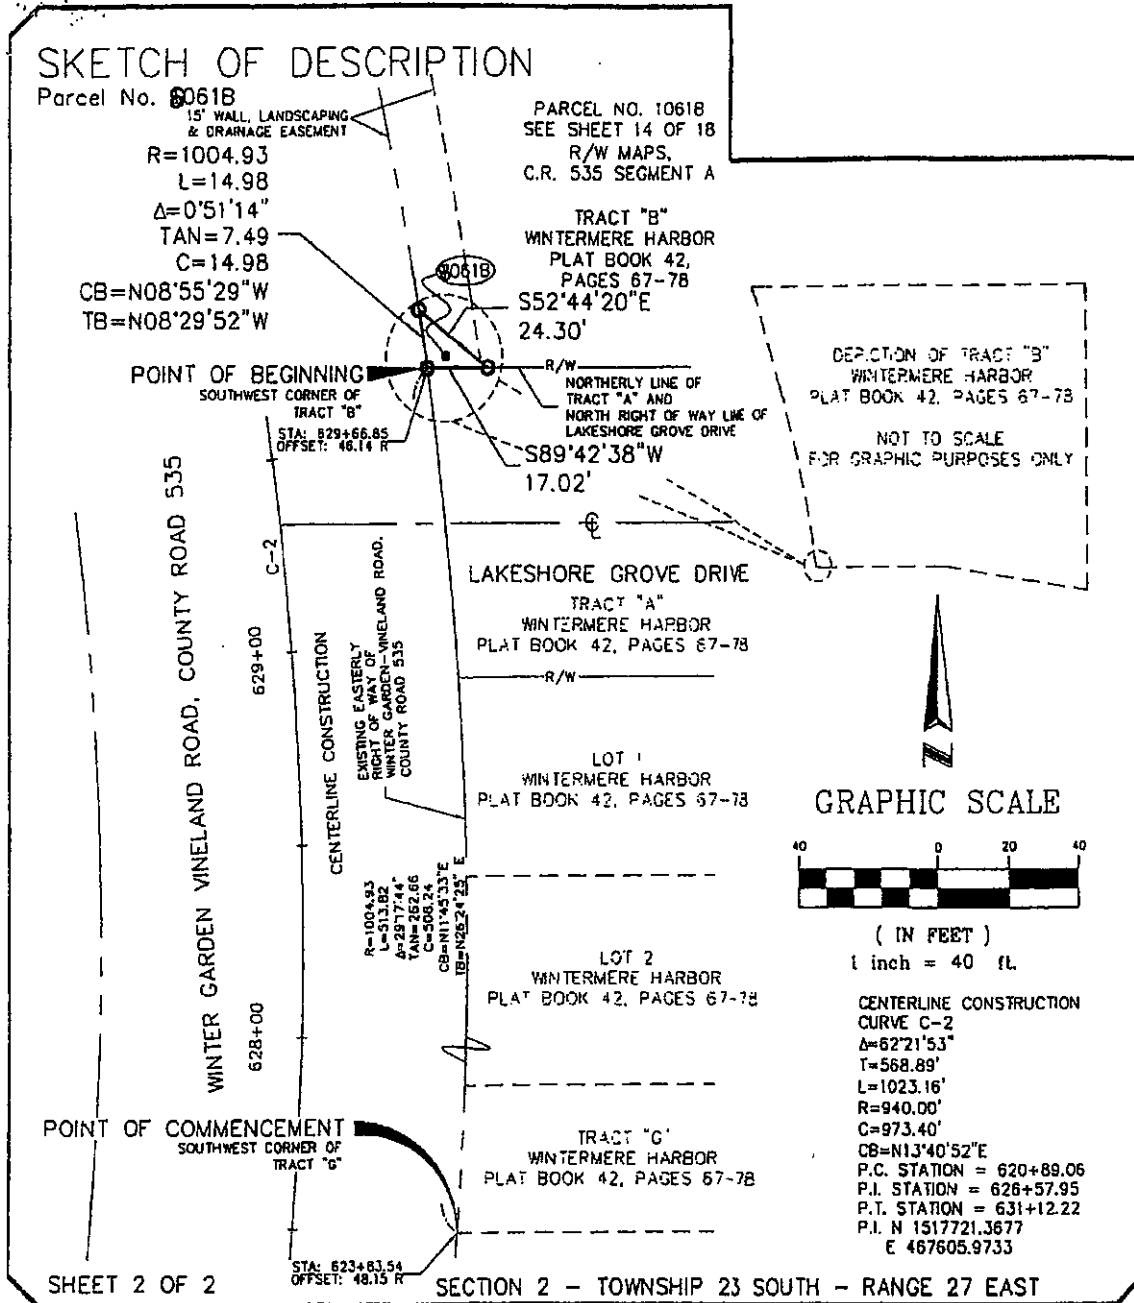 SKETCH OF DESCRIPTION
Parcel No. 8061B
15' WALL, LANDSCAPING
& DRAINAGE EASEMENT
R=1004.93
L=14.98
Δ=0°51'14"
TAN=7.49
C=14.98
CB=N08°55'29"W
TB=N08°29'52"W
PARCEL NO. 1061B
SEE SHEET 14 OF 18
R/W MAPS,
C.R. 535 SEGMENT A
TRACT "B"
WINTERMERE HARBOR
PLAT BOOK 42,
PAGES 67-78
8061B
S52°44'20"E
24.30'
POINT OF BEGINNING
SOUTHWEST CORNER OF
TRACT "B"
STA: 629+66.85
OFFSET: 46.14 R
R/W
NORTHERLY LINE OF
TRACT "A" AND
NORTH RIGHT OF WAY LINE OF
LAKESHORE GROVE DRIVE
S89°42'38"W
17.02'
DEPICTION OF TRACT "B"
WINTERMERE HARBOR
PLAT BOOK 42, PAGES 67-78
NOT TO SCALE
FOR GRAPHIC PURPOSES ONLY
WINTER GARDEN VINELAND ROAD, COUNTY ROAD 535
C-2
629+00
628+00
CENTERLINE CONSTRUCTION
EXISTING EASTERLY
RIGHT OF WAY OF
WINTER GARDEN-VINELAND ROAD,
COUNTY ROAD 535
℄
LAKESHORE GROVE DRIVE
TRACT "A"
WINTERMERE HARBOR
PLAT BOOK 42, PAGES 67-78
R/W
LOT 1
WINTERMERE HARBOR
PLAT BOOK 42, PAGES 67-78
R=1004.93
L=513.82
Δ=29°17'44"
TAN=262.66
C=508.24
CB=N11°45'33"E
TB=N26°24'25" E
LOT 2
WINTERMERE HARBOR
PLAT BOOK 42, PAGES 67-78
N
GRAPHIC SCALE
40 0 20 40
( IN FEET )
1 inch = 40 ft.
CENTERLINE CONSTRUCTION
CURVE C-2
Δ=62°21'53"
T=568.89'
L=1023.16'
R=940.00'
C=973.40'
CB=N13°40'52"E
P.C. STATION = 620+89.06
P.I. STATION = 626+57.95
P.T. STATION = 631+12.22
P.I. N 1517721.3677
E 467605.9733
POINT OF COMMENCEMENT
SOUTHWEST CORNER OF
TRACT "G"
TRACT "G"
WINTERMERE HARBOR
PLAT BOOK 42, PAGES 67-78
STA: 623+83.54
OFFSET: 48.15 R
SHEET 2 OF 2
SECTION 2 - TOWNSHIP 23 SOUTH - RANGE 27 EAST